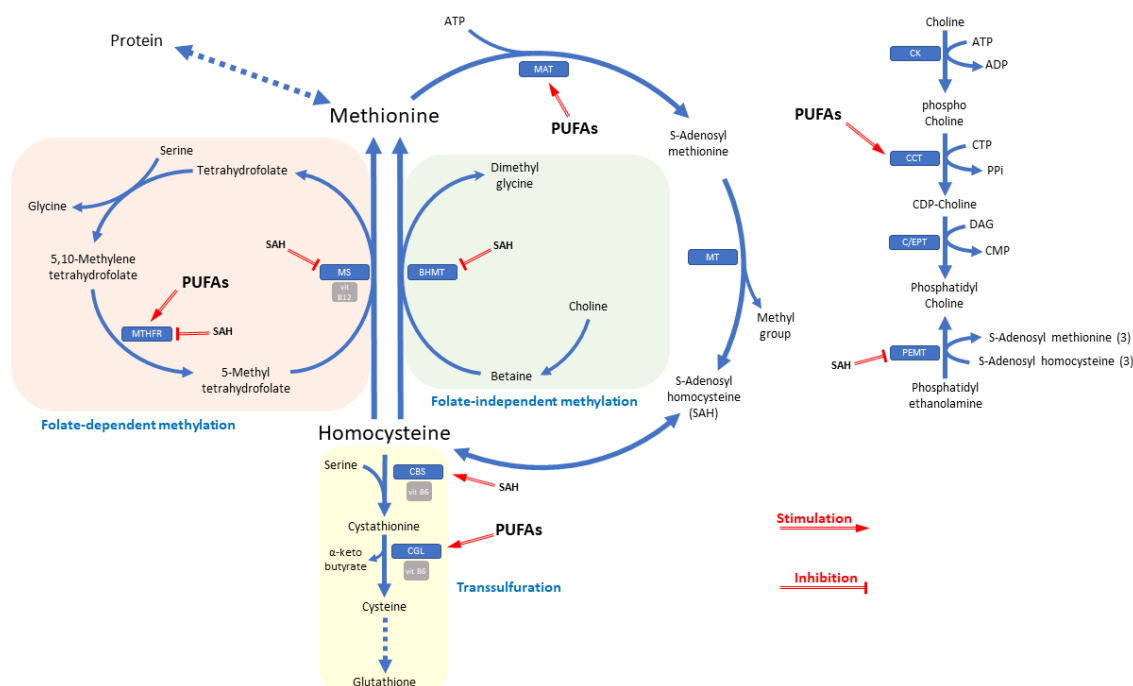 ATP
Protein
MAT
Methionine
PUFAs
S-Adenosyl
methionine
Serine
Tetrahydrofolate
Glycine
5,10-Methylene
tetrahydrofolate
SAH
MS
vit
B12
PUFAs
MTHFR
SAH
5-Methyl
tetrahydrofolate
Folate-dependent methylation
Dimethyl
glycine
SAH
BHMT
Choline
Betaine
Folate-independent methylation
MT
Methyl
group
S-Adenosyl
homocysteine
(SAH)
Homocysteine
Serine
CBS
vit B6
SAH
Cystathionine
PUFAs
α-keto
butyrate
CGL
vit B6
Transsulfuration
Cysteine
Glutathione
Choline
CK
ATP
ADP
phospho
Choline
PUFAs
CCT
CTP
PPi
CDP-Choline
C/EPT
DAG
CMP
Phosphatidyl
Choline
PEMT
SAH
S-Adenosyl methionine (3)
S-Adenosyl homocysteine (3)
Phosphatidyl
ethanolamine
Stimulation
Inhibition